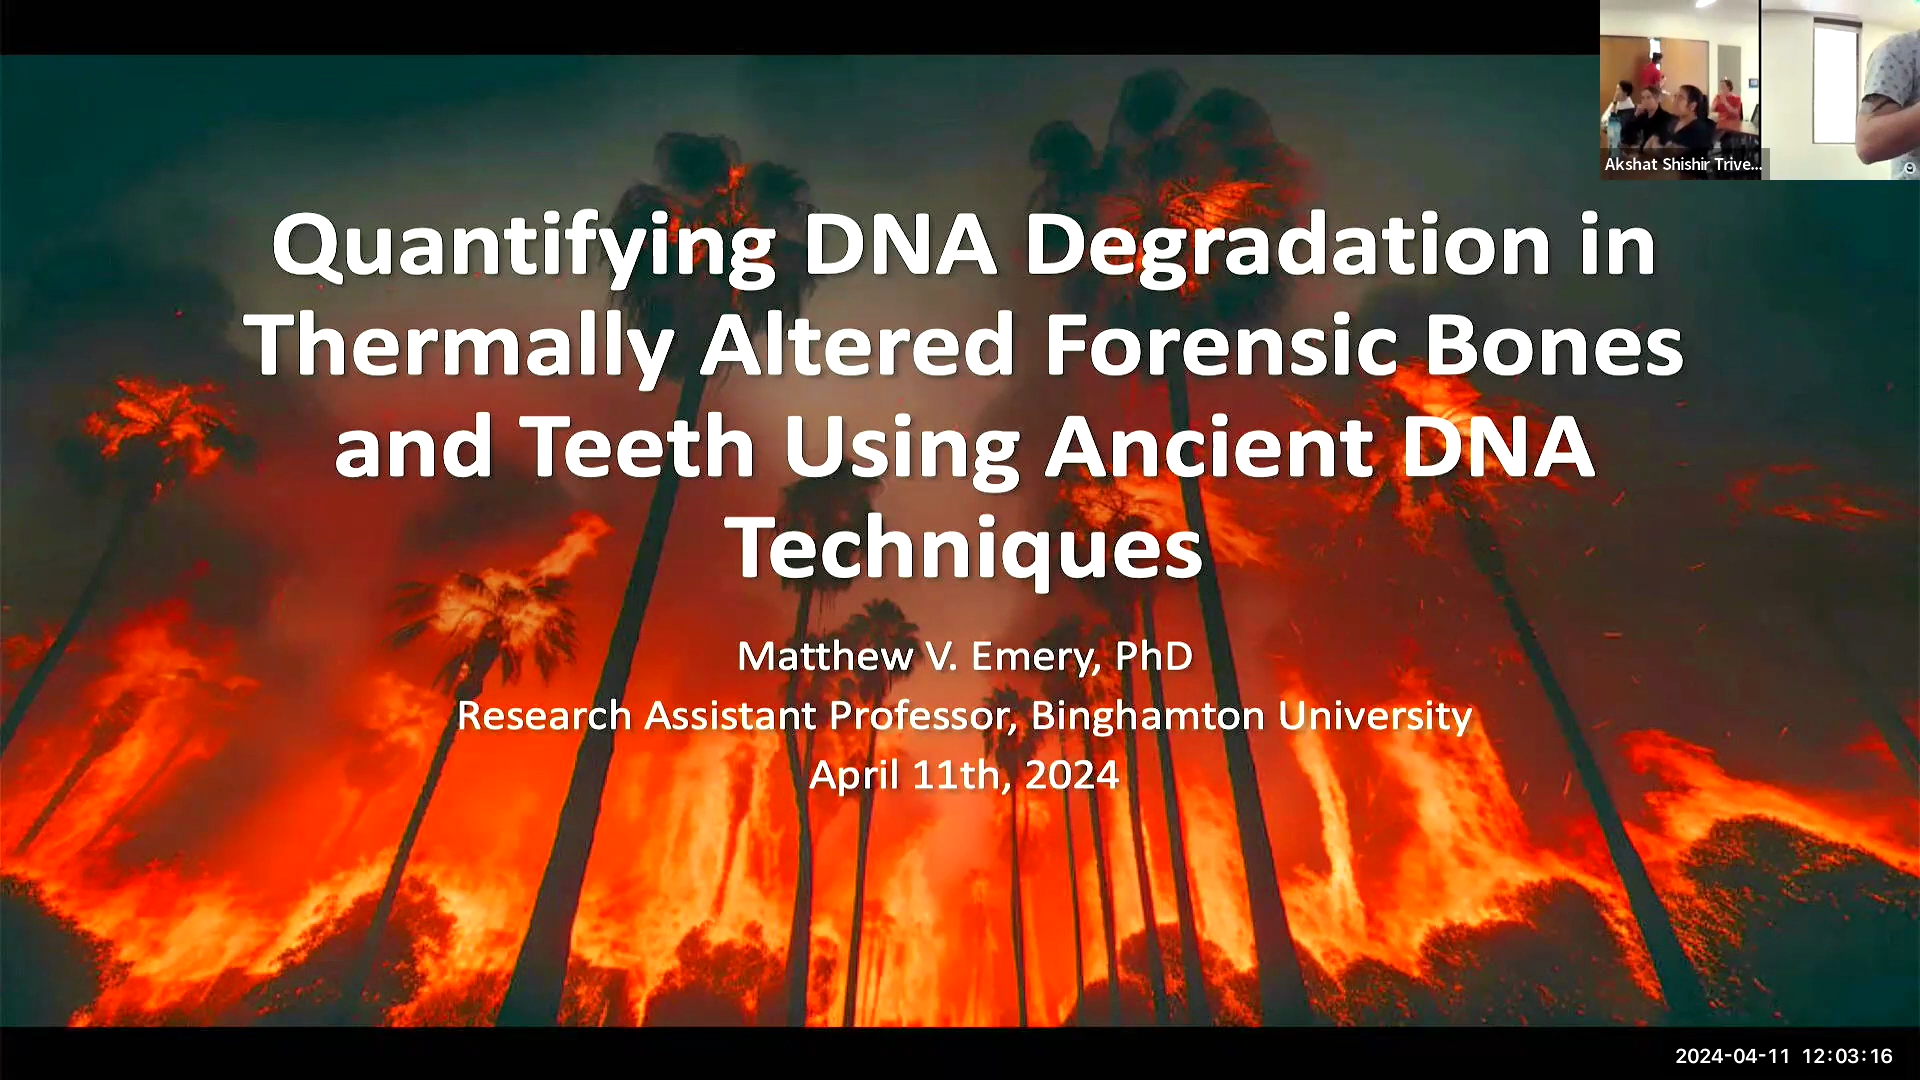 Akshat Shishir Trive...
Quantifying DNA Degradation in
Thermally Altered Forensic Bones
and Teeth Using Ancient DNA
Techniques
Matthew V. Emery, PhD
Research Assistant Professor, Binghamton University
April 11th, 2024
2024-04-11 12:03:16